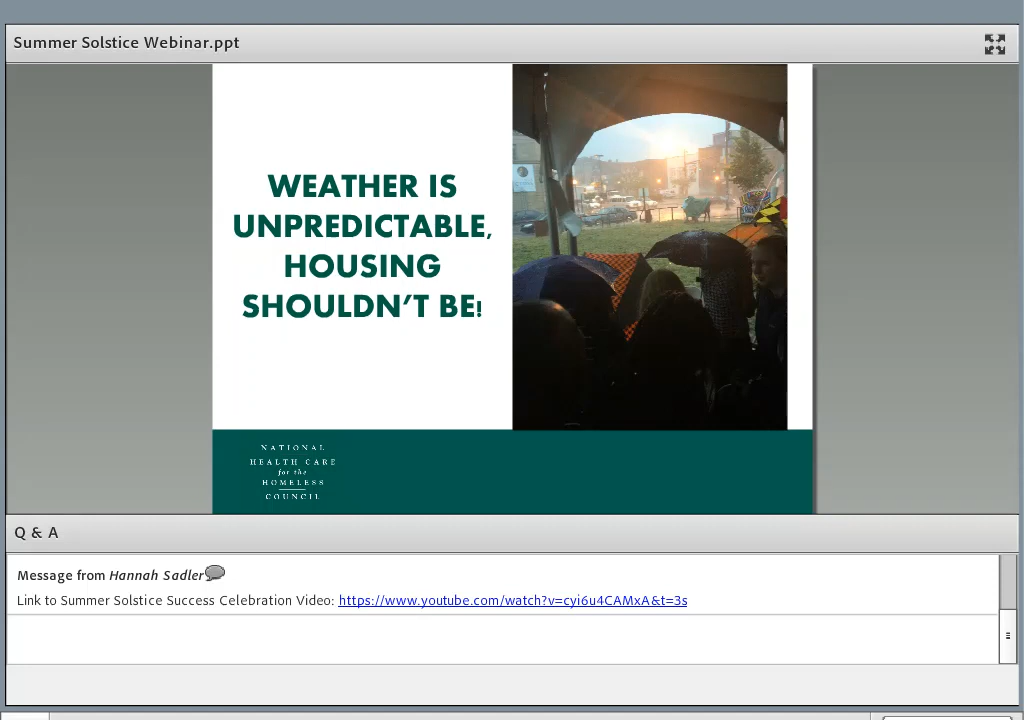 Summer Solstice Webinar.ppt
WEATHER IS
UNPREDICTABLE,
HOUSING
SHOULDN'T BE!
NATIONAL
HEALTH CARE
for the
HOMELESS
COUNCIL
Q & A
Message from Hannah Sadler
Link to Summer Solstice Success Celebration Video: https://www.youtube.com/watch?v=cyi6u4CAMxA&t=3s